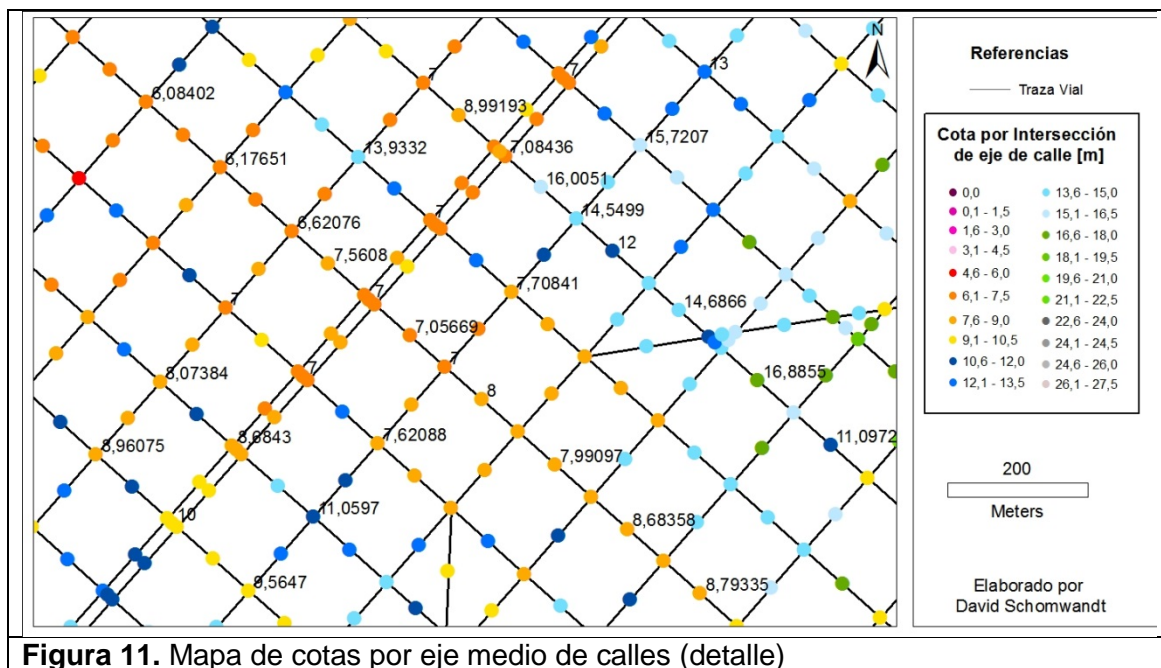 N
7
7
13
6,08402
8,99193
15,7207
13,9332
7,08436
6,17651
16,0051
14,5499
6,62076
7
12
7,5608
7,70841
7
7
14,6866
7,05669
7
7
8,07384
16,8855
8
7,62088
8,6843
8,96075
11,0972
7,99097
10
11,0597
8,68358
9,5647
8,79335
Referencias
Traza Vial
Cota por Intersección
de eje de calle [m]
0,0
0,1 - 1,5
1,6 - 3,0
3,1 - 4,5
4,6 - 6,0
6,1 - 7,5
7,6 - 9,0
9,1 - 10,5
10,6 - 12,0
12,1 - 13,5
13,6 - 15,0
15,1 - 16,5
16,6 - 18,0
18,1 - 19,5
19,6 - 21,0
21,1 - 22,5
22,6 - 24,0
24,1 - 24,5
24,6 - 26,0
26,1 - 27,5
200
Meters
Elaborado por
David Schomwandt
Figura 11. Mapa de cotas por eje medio de calles (detalle)